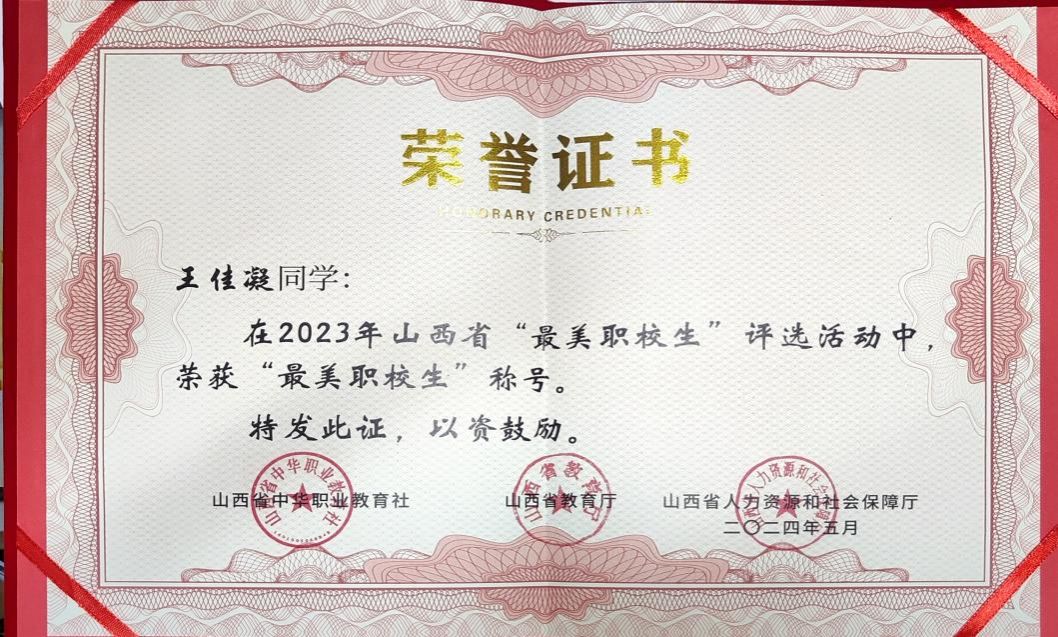 荣誉证书
HONORARY CREDENTIAL
王佳凝同学：
在2023年山西省“最美职校生”评选活动中，
荣获“最美职校生”称号。
特发此证，以资鼓励。
山西省中华职业教育社
山西省教育厅
山西省人力资源和社会保障厅
二〇二四年五月